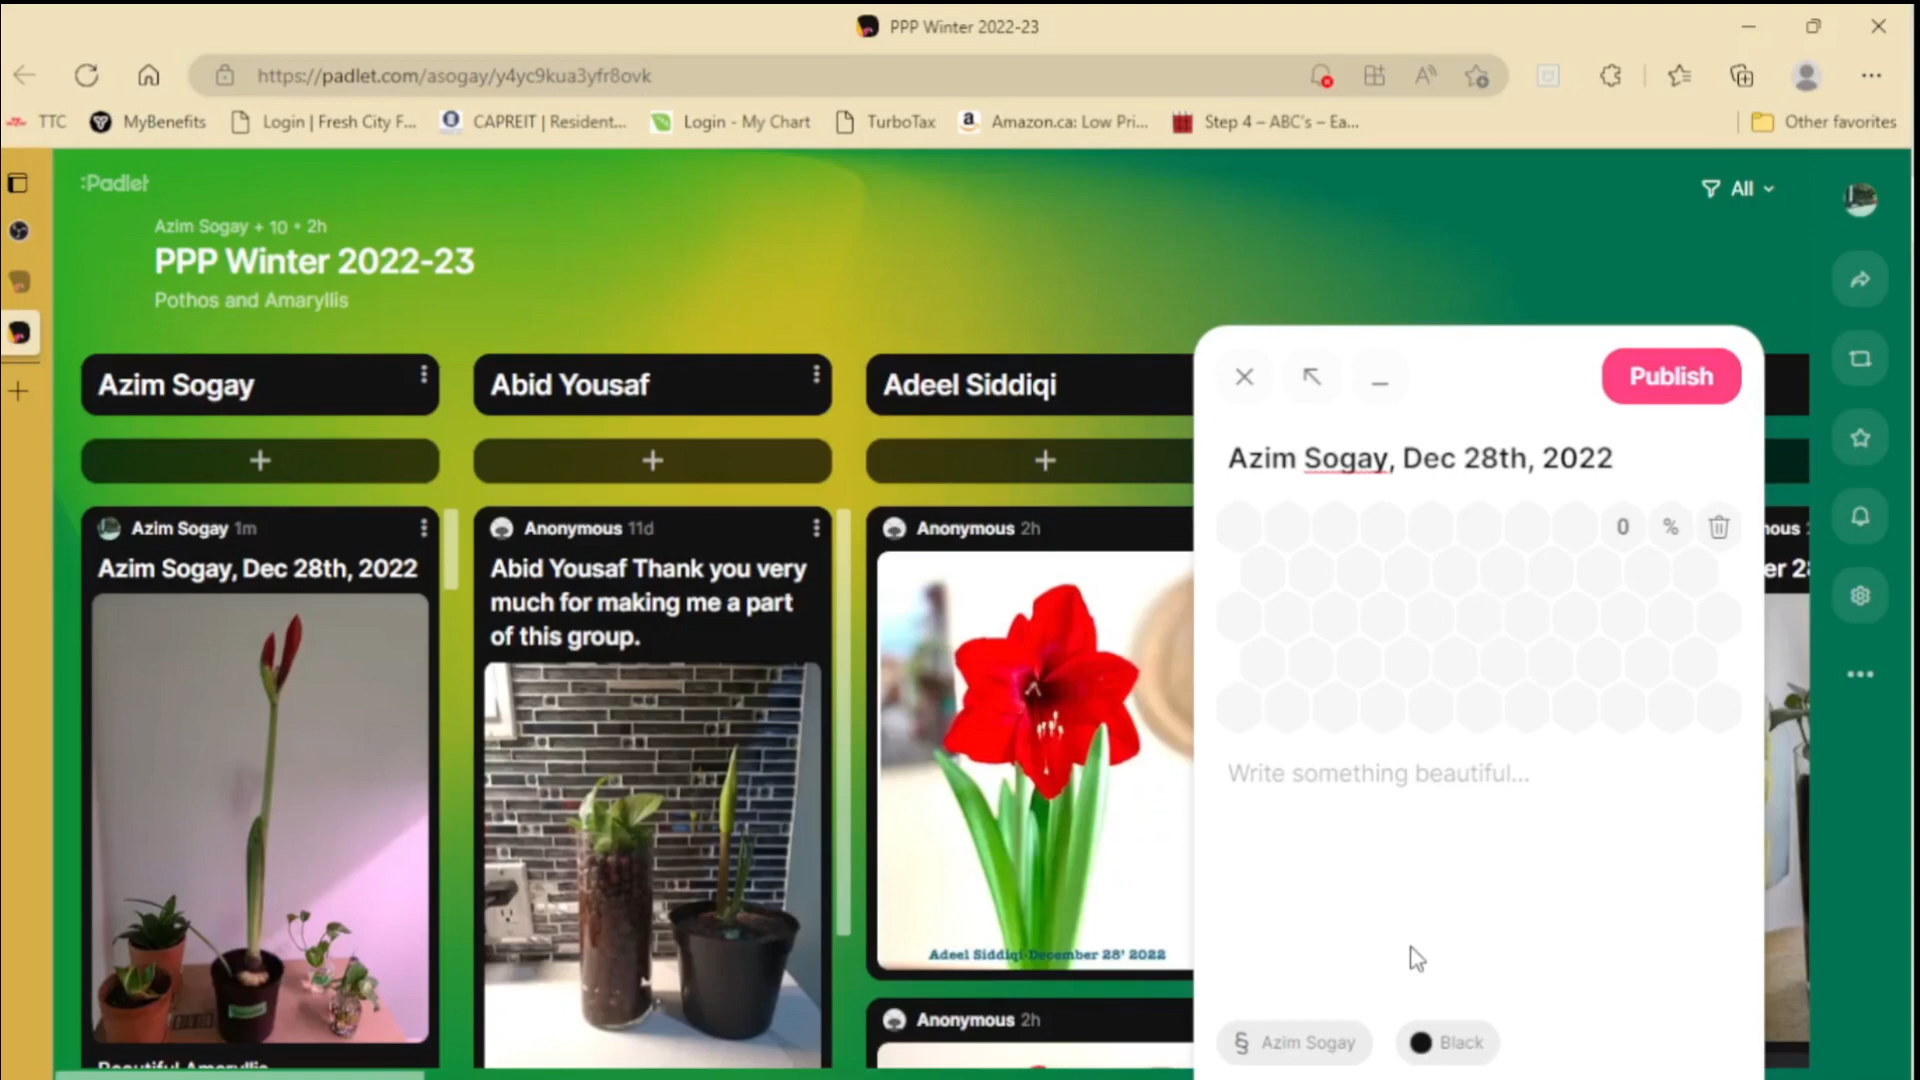 PPP Winter 2022-23
https://padlet.com/asogay/y4yc9kua3yfr8ovk
TTC
MyBenefits
Login | Fresh City F...
CAPREIT | Resident...
Login - My Chart
TurboTax
Amazon.ca: Low Pri...
Step 4 – ABC's – Ea...
Other favorites
:Padlet
All
Azim Sogay + 10 • 2h
PPP Winter 2022-23
Pothos and Amaryllis
Azim Sogay
Abid Yousaf
Adeel Siddiqi
Azim Sogay 1m
Azim Sogay, Dec 28th, 2022
Beautiful Amaryllis
Anonymous 11d
Abid Yousaf Thank you very
much for making me a part
of this group.
Anonymous 2h
Adeel Siddiqi-December 28' 2022
Anonymous 2h
Publish
Azim Sogay, Dec 28th, 2022
0 %
Write something beautiful...
§ Azim Sogay
Black